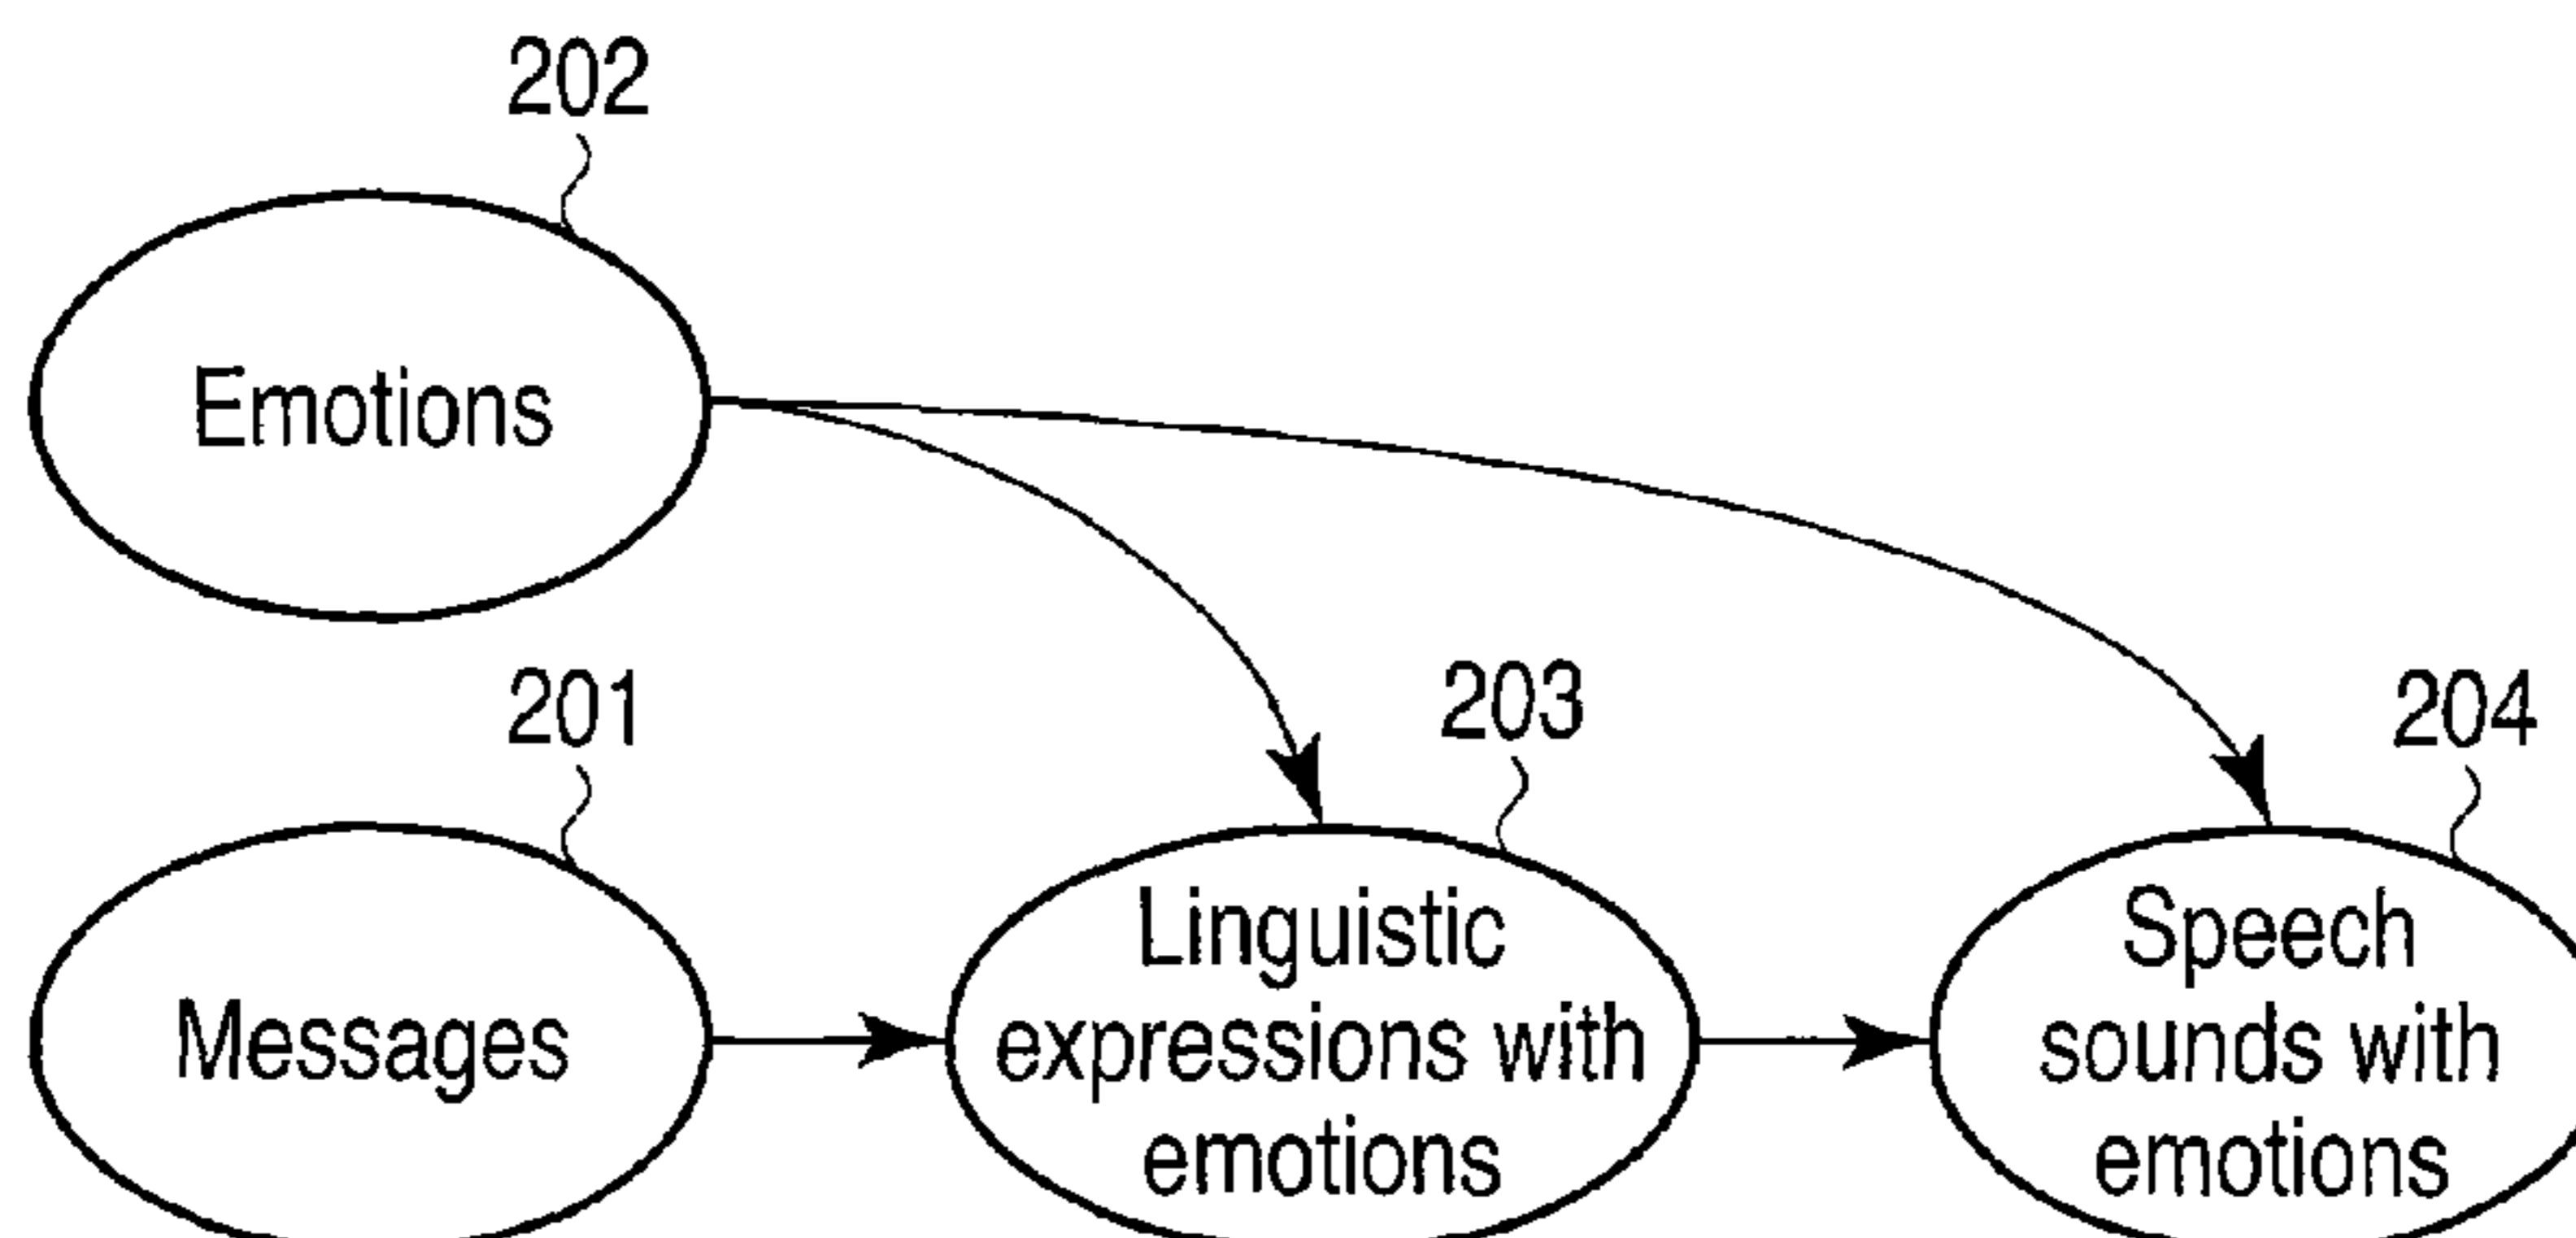 202
Emotions
201
203
204
Messages
Linguistic
expressions with
emotions
Speech
sounds with
emotions